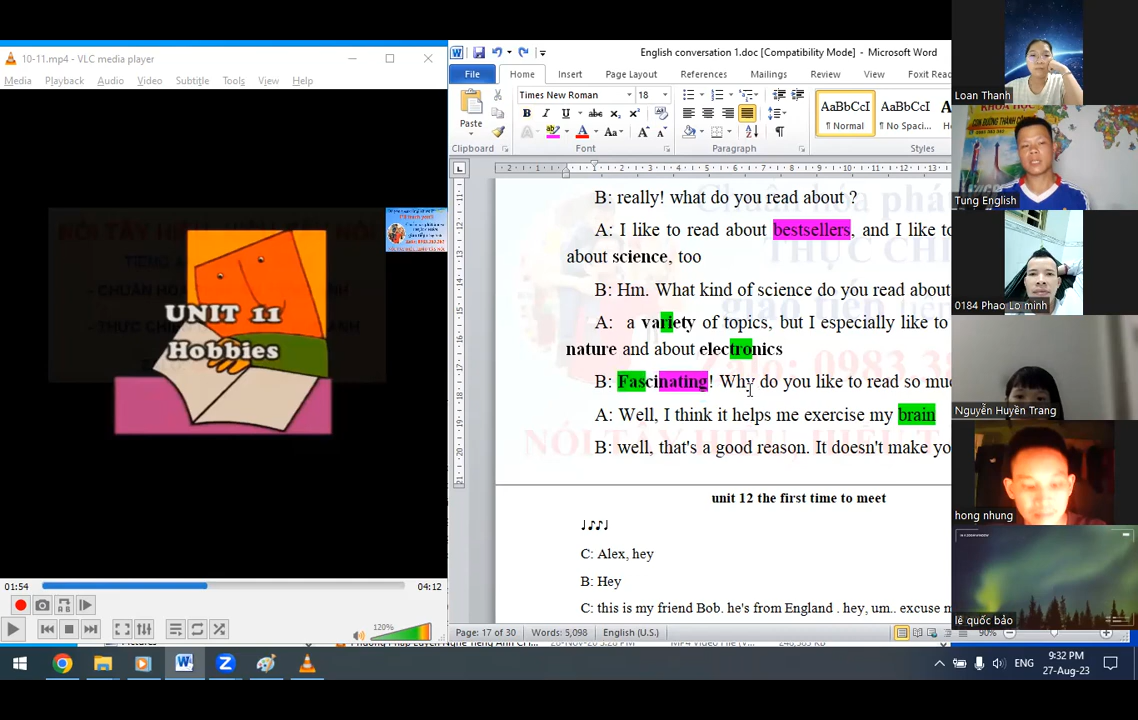 10-11.mp4 - VLC media player
Media Playback Audio Video Subtitle Tools View Help
UNIT 11
Hobbies
01:54
04:12
120%
English conversation 1.doc [Compatibility Mode] - Microsoft Word
File Home Insert Page Layout References Mailings Review View Foxit Rea
Paste
Times New Roman 18
AaBbCcI AaBbCcI
¶ Normal ¶ No Spaci...
Clipboard Font Paragraph Styles
B: really! what do you read about ?
A: I like to read about bestsellers, and I like to
about science, too
B: Hm. What kind of science do you read about
A: a variety of topics, but I especially like to
nature and about electronics
B: Fascinating! Why do you like to read so muc
A: Well, I think it helps me exercise my brain
B: well, that's a good reason. It doesn't make yo
unit 12 the first time to meet
♩♪♫
C: Alex, hey
B: Hey
C: this is my friend Bob. he's from England . hey, um.. excuse m
Page: 17 of 30 Words: 5,098 English (U.S.) 90%
Loan Thanh
Tung English
0184 Phao Lo minh
Nguyễn Huyền Trang
hong nhung
lê quốc bảo
ENG
9:32 PM
27-Aug-23